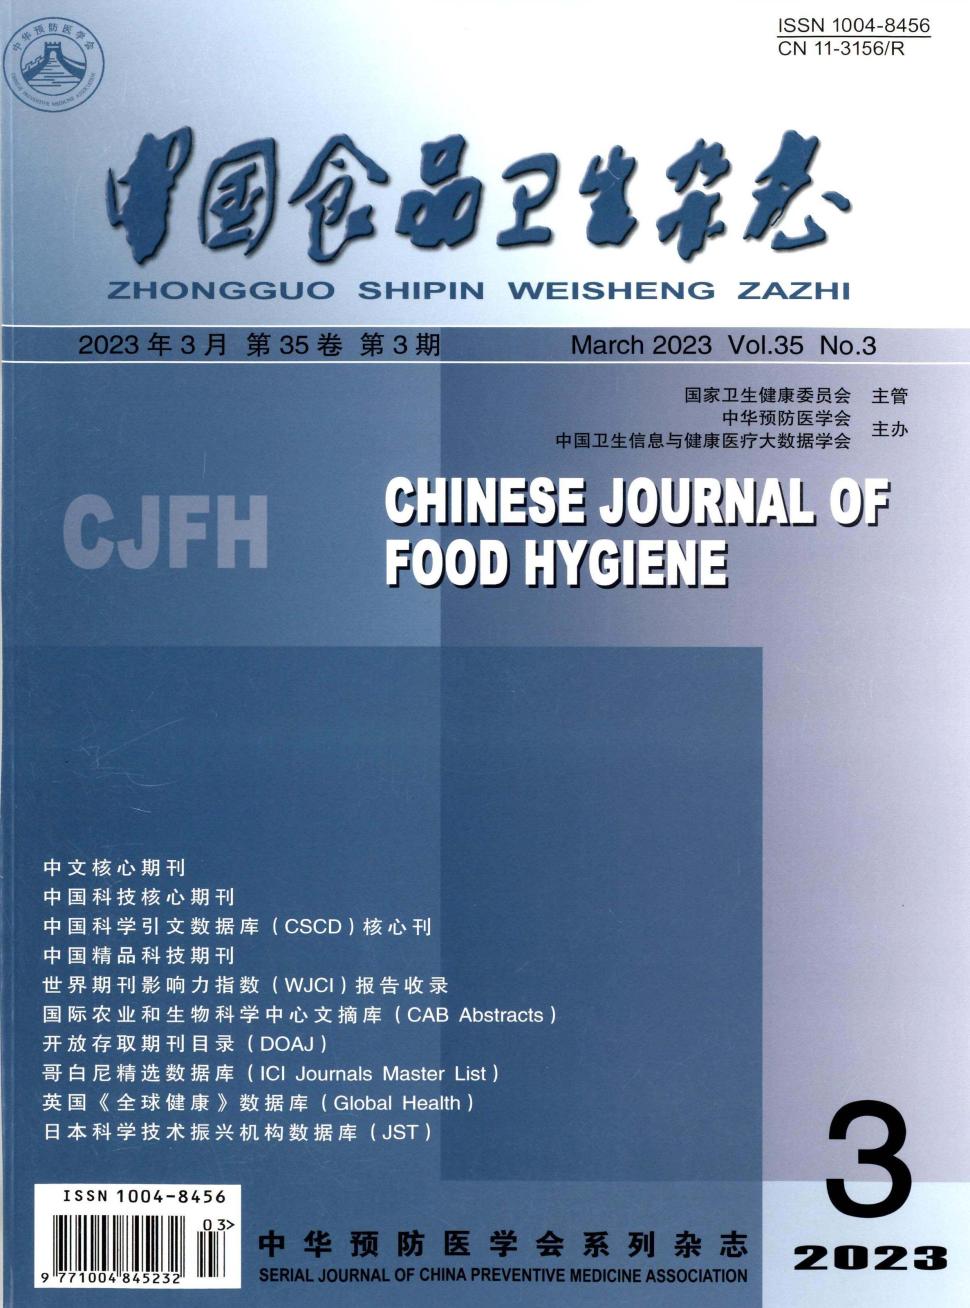 中华预防医学会
CHINESE PREVENTIVE MEDICINE ASSOCIATION
ISSN 1004-8456
CN 11-3156/R
中国食品卫生杂志
ZHONGGUO SHIPIN WEISHENG ZAZHI
2023年3月 第35卷 第3期 March 2023 Vol.35 No.3
国家卫生健康委员会 主管
中华预防医学会
中国卫生信息与健康医疗大数据学会 主办
CJFH
CHINESE JOURNAL OF
FOOD HYGIENE
中文核心期刊
中国科技核心期刊
中国科学引文数据库（CSCD）核心刊
中国精品科技期刊
世界期刊影响力指数（WJCI）报告收录
国际农业和生物科学中心文摘库（CAB Abstracts）
开放存取期刊目录（DOAJ）
哥白尼精选数据库（ICI Journals Master List）
英国《全球健康》数据库（Global Health）
日本科学技术振兴机构数据库（JST）
ISSN 1004-8456
03>
9 771004 845232
中华预防医学会系列杂志
SERIAL JOURNAL OF CHINA PREVENTIVE MEDICINE ASSOCIATION
3
2023